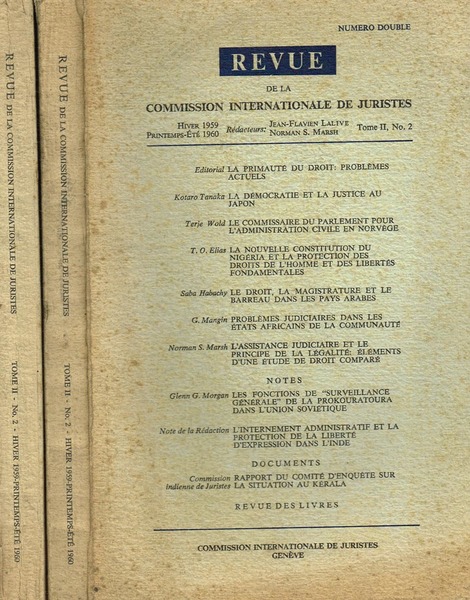 REVUE DE LA COMMISSION INTERNATIONALE DE JURISTES
TOME II - No. 2 - HIVER 1959-PRINTEMPS-ÉTÉ 1960
REVUE DE LA COMMISSION INTERNATIONALE DE JURISTES
TOME II - No. 2 - HIVER 1959-PRINTEMPS-ÉTÉ 1960
NUMERO DOUBLE
REVUE
DE LA
COMMISSION INTERNATIONALE DE JURISTES
HIVER 1959
PRINTEMPS-ÉTÉ 1960
Rédacteurs:
JEAN-FLAVIEN LALIVE
NORMAN S. MARSH
Tome II, No. 2
Editorial LA PRIMAUTÉ DU DROIT: PROBLÈMES
ACTUELS
Kotaro Tanaka LA DÉMOCRATIE ET LA JUSTICE AU
JAPON
Terje Wold LE COMMISSAIRE DU PARLEMENT POUR
L'ADMINISTRATION CIVILE EN NORVÈGE
T. O. Elias LA NOUVELLE CONSTITUTION DU
NIGÉRIA ET LA PROTECTION DES
DROITS DE L'HOMME ET DES LIBERTÉS
FONDAMENTALES
Saba Habachy LE DROIT, LA MAGISTRATURE ET LE
BARREAU DANS LES PAYS ARABES
G. Mangin PROBLÈMES JUDICIAIRES DANS LES
ÉTATS AFRICAINS DE LA COMMUNAUTÉ
Norman S. Marsh L'ASSISTANCE JUDICIAIRE ET LE
PRINCIPE DE LA LÉGALITÉ: ÉLÉMENTS
D'UNE ÉTUDE DE DROIT COMPARÉ
NOTES
Glenn G. Morgan LES FONCTIONS DE "SURVEILLANCE
GÉNÉRALE" DE LA PROKOURATOURA
DANS L'UNION SOVIÉTIQUE
Note de la Rédaction L'INTERNEMENT ADMINISTRATIF ET LA
PROTECTION DE LA LIBERTÉ
D'EXPRESSION DANS L'INDE
DOCUMENTS
Commission RAPPORT DU COMITÉ D'ENQUÊTE SUR
indienne de Juristes LA SITUATION AU KÉRALA
REVUE DES LIVRES
COMMISSION INTERNATIONALE DE JURISTES
GENÈVE